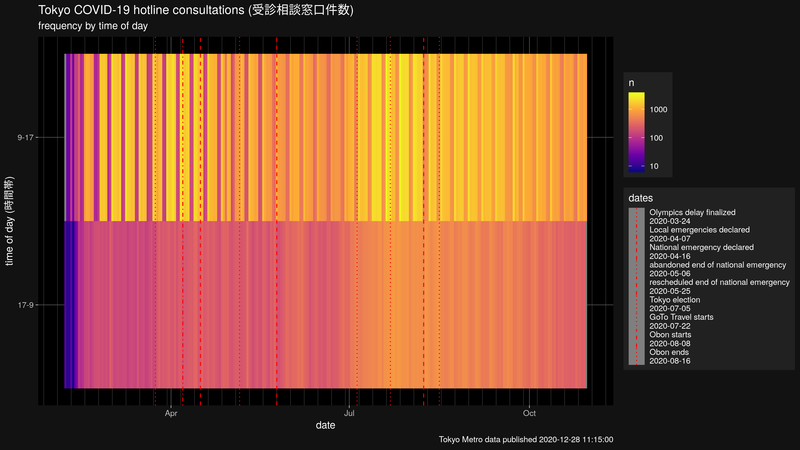 Tokyo COVID-19 hotline consultations (受診相談窓口件数)
frequency by time of day
9-17
17-9
time of day (時間帯)
Apr
Jul
Oct
date
n
1000
100
10
dates
Olympics delay finalized
2020-03-24
Local emergencies declared
2020-04-07
National emergency declared
2020-04-16
abandoned end of national emergency
2020-05-06
rescheduled end of national emergency
2020-05-25
Tokyo election
2020-07-05
GoTo Travel starts
2020-07-22
Obon starts
2020-08-08
Obon ends
2020-08-16
Tokyo Metro data published 2020-12-28 11:15:00